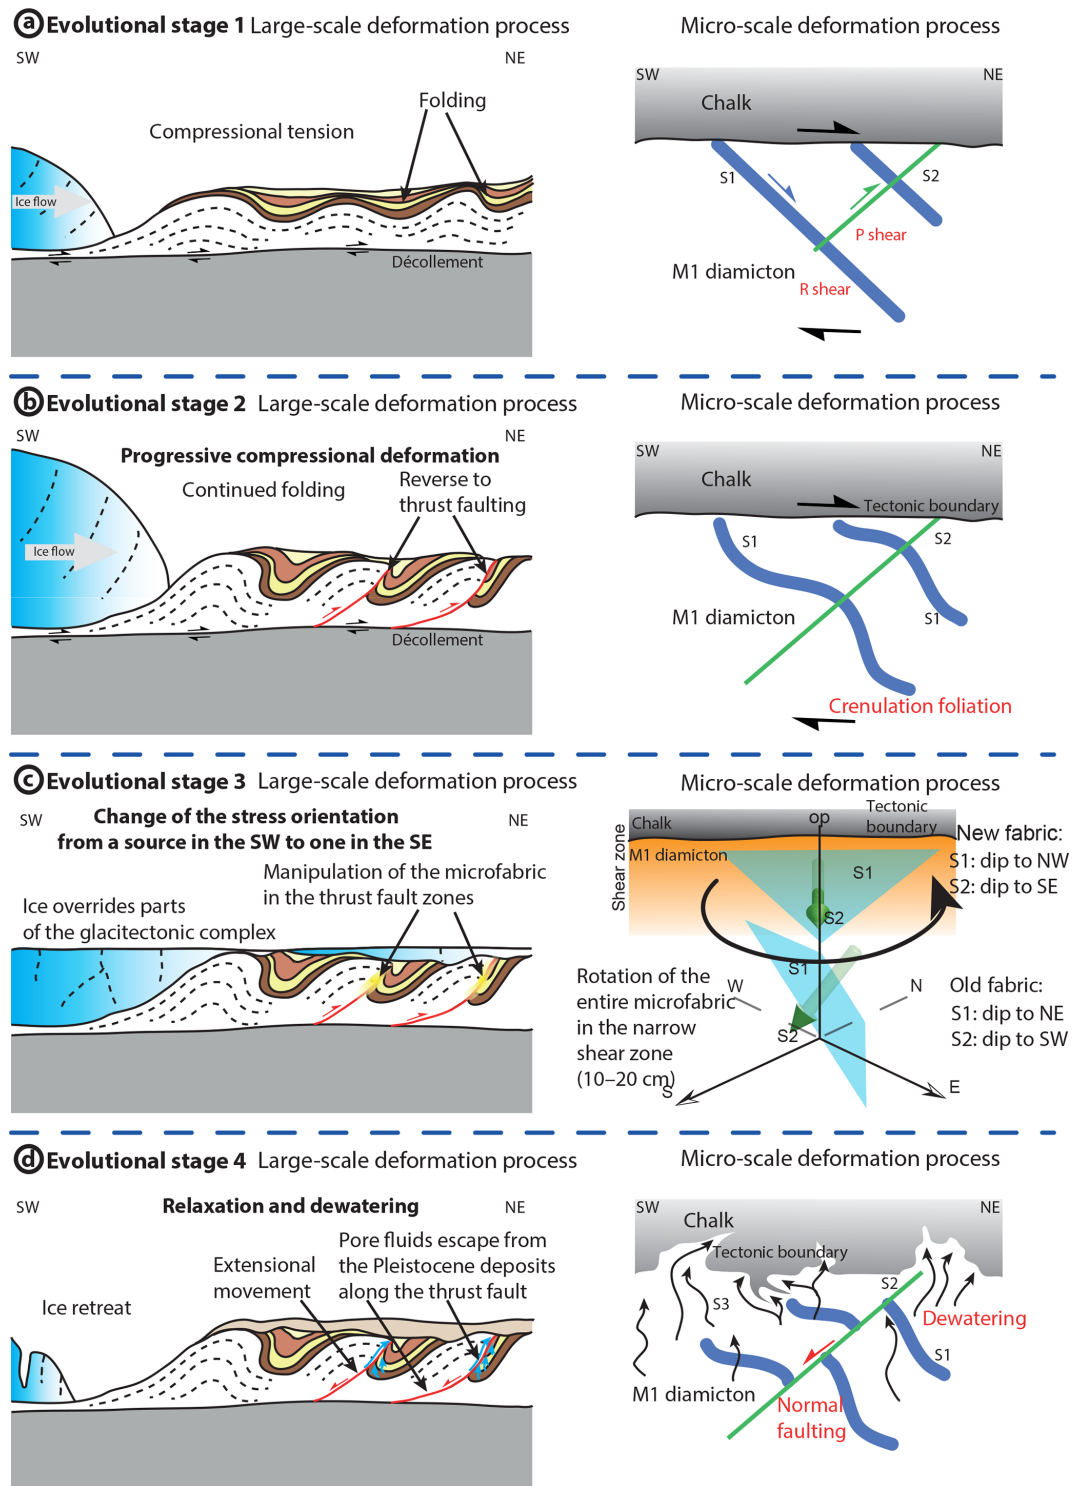 a Evolutional stage 1 Large-scale deformation process
Micro-scale deformation process
SW
NE
Folding
Compressional tension
Ice flow
Décollement
SW
NE
Chalk
S1
S2
P shear
M1 diamicton
R shear
b Evolutional stage 2 Large-scale deformation process
Micro-scale deformation process
SW
NE
Progressive compressional deformation
Continued folding
Reverse to
thrust faulting
Ice flow
Décollement
SW
NE
Chalk
Tectonic boundary
S1
S2
M1 diamicton
S1
Crenulation foliation
c Evolutional stage 3 Large-scale deformation process
Micro-scale deformation process
SW
NE
Change of the stress orientation
from a source in the SW to one in the SE
Manipulation of the microfabric
in the thrust fault zones
Ice overrides parts
of the glacitectonic complex
Shear zone
Chalk
op
Tectonic
boundary
M1 diamicton
S1
S2
New fabric:
S1: dip to NW
S2: dip to SE
S1
W
N
S2
S
E
Rotation of the
entire microfabric
in the narrow
shear zone
(10–20 cm)
Old fabric:
S1: dip to NE
S2: dip to SW
d Evolutional stage 4 Large-scale deformation process
Micro-scale deformation process
SW
NE
Relaxation and dewatering
Pore fluids escape from
the Pleistocene deposits
along the thrust fault
Extensional
movement
Ice retreat
SW
NE
Chalk
Tectonic boundary
S2
S3
Dewatering
S1
M1 diamicton
Normal
faulting